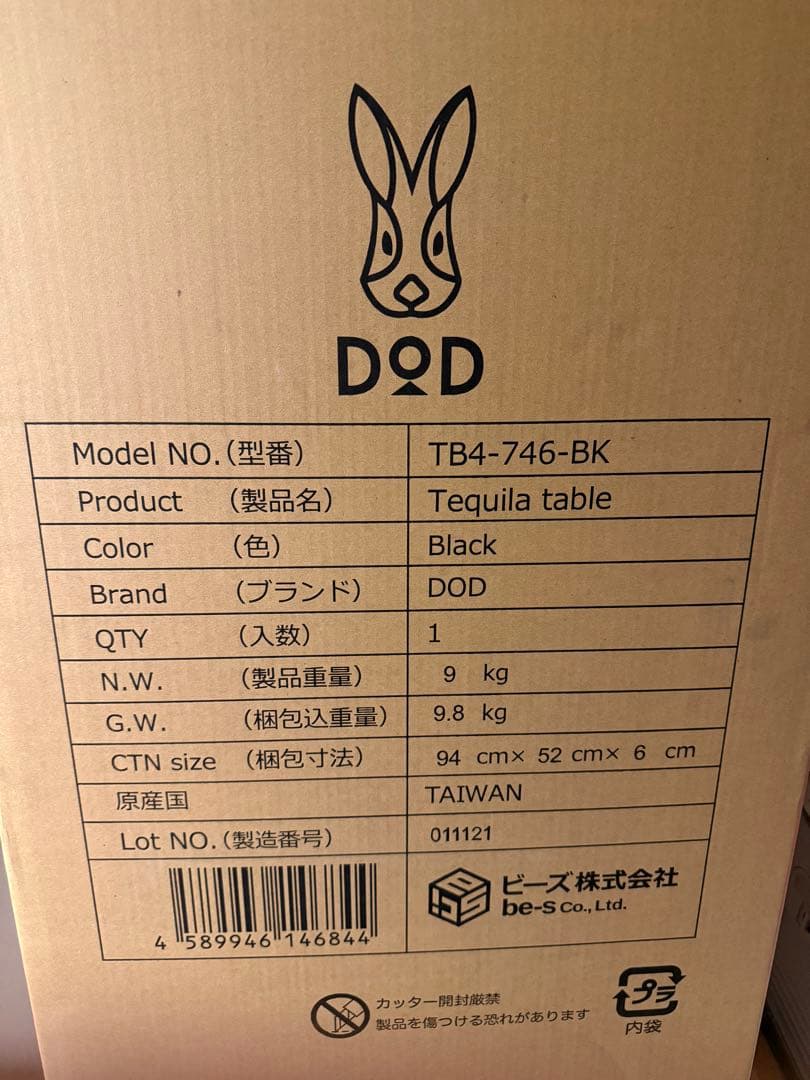 DOD
Model NO.(型番) TB4-746-BK
Product (製品名) Tequila table
Color (色) Black
Brand (ブランド) DOD
QTY (入数) 1
N.W. (製品重量) 9 kg
G.W. (梱包込重量) 9.8 kg
CTN size (梱包寸法) 94 cm× 52 cm× 6 cm
原産国 TAIWAN
Lot NO.(製造番号) 011121
4 589946 146844
ビーズ株式会社
be-s Co., Ltd.
カッター開封厳禁
製品を傷つける恐れがあります
プラ
内袋